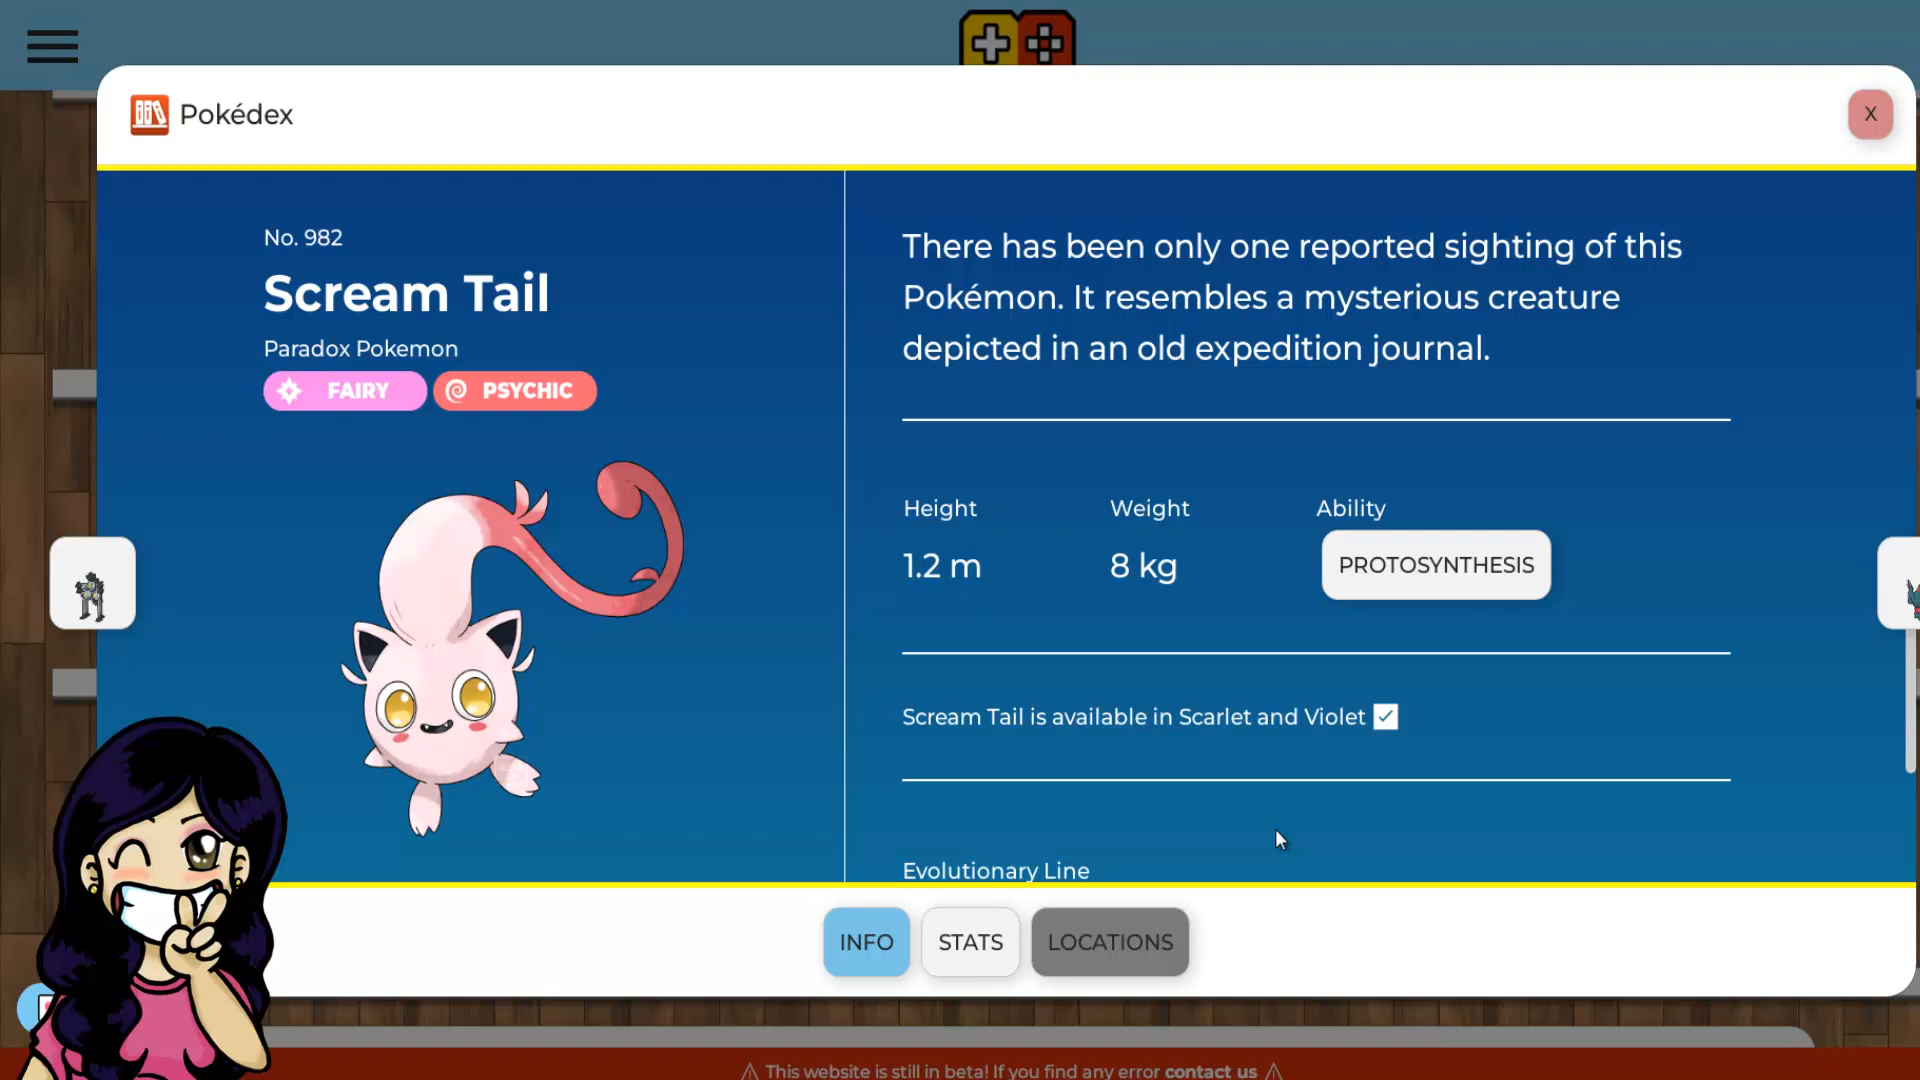 Pokédex
X
No. 982
Scream Tail
Paradox Pokemon
FAIRY
PSYCHIC
There has been only one reported sighting of this
Pokémon. It resembles a mysterious creature
depicted in an old expedition journal.
Height
Weight
Ability
1.2 m
8 kg
PROTOSYNTHESIS
Scream Tail is available in Scarlet and Violet
Evolutionary Line
INFO
STATS
LOCATIONS
This website is still in beta! If you find any error contact us